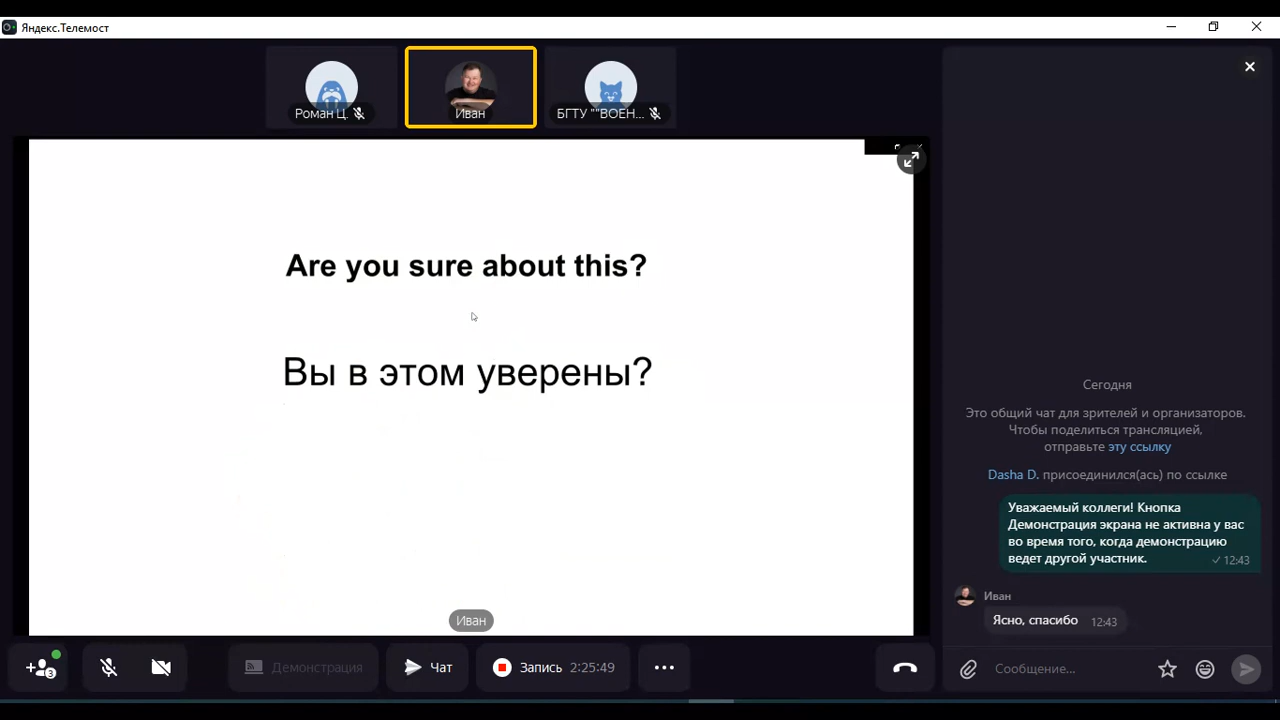 Яндекс.Телемост
Роман Ц.
Иван
БГТУ ""ВОЕН...
Are you sure about this?
Вы в этом уверены?
Иван
Сегодня
Это общий чат для зрителей и организаторов.
Чтобы поделиться трансляцией,
отправьте эту ссылку
Dasha D. присоединился(ась) по ссылке
Уважаемый коллеги! Кнопка
Демонстрация экрана не активна у вас
во время того, когда демонстрацию
ведет другой участник.
12:43
Иван
Ясно, спасибо 12:43
3
Демонстрация
Чат
Запись 2:25:49
Сообщение...